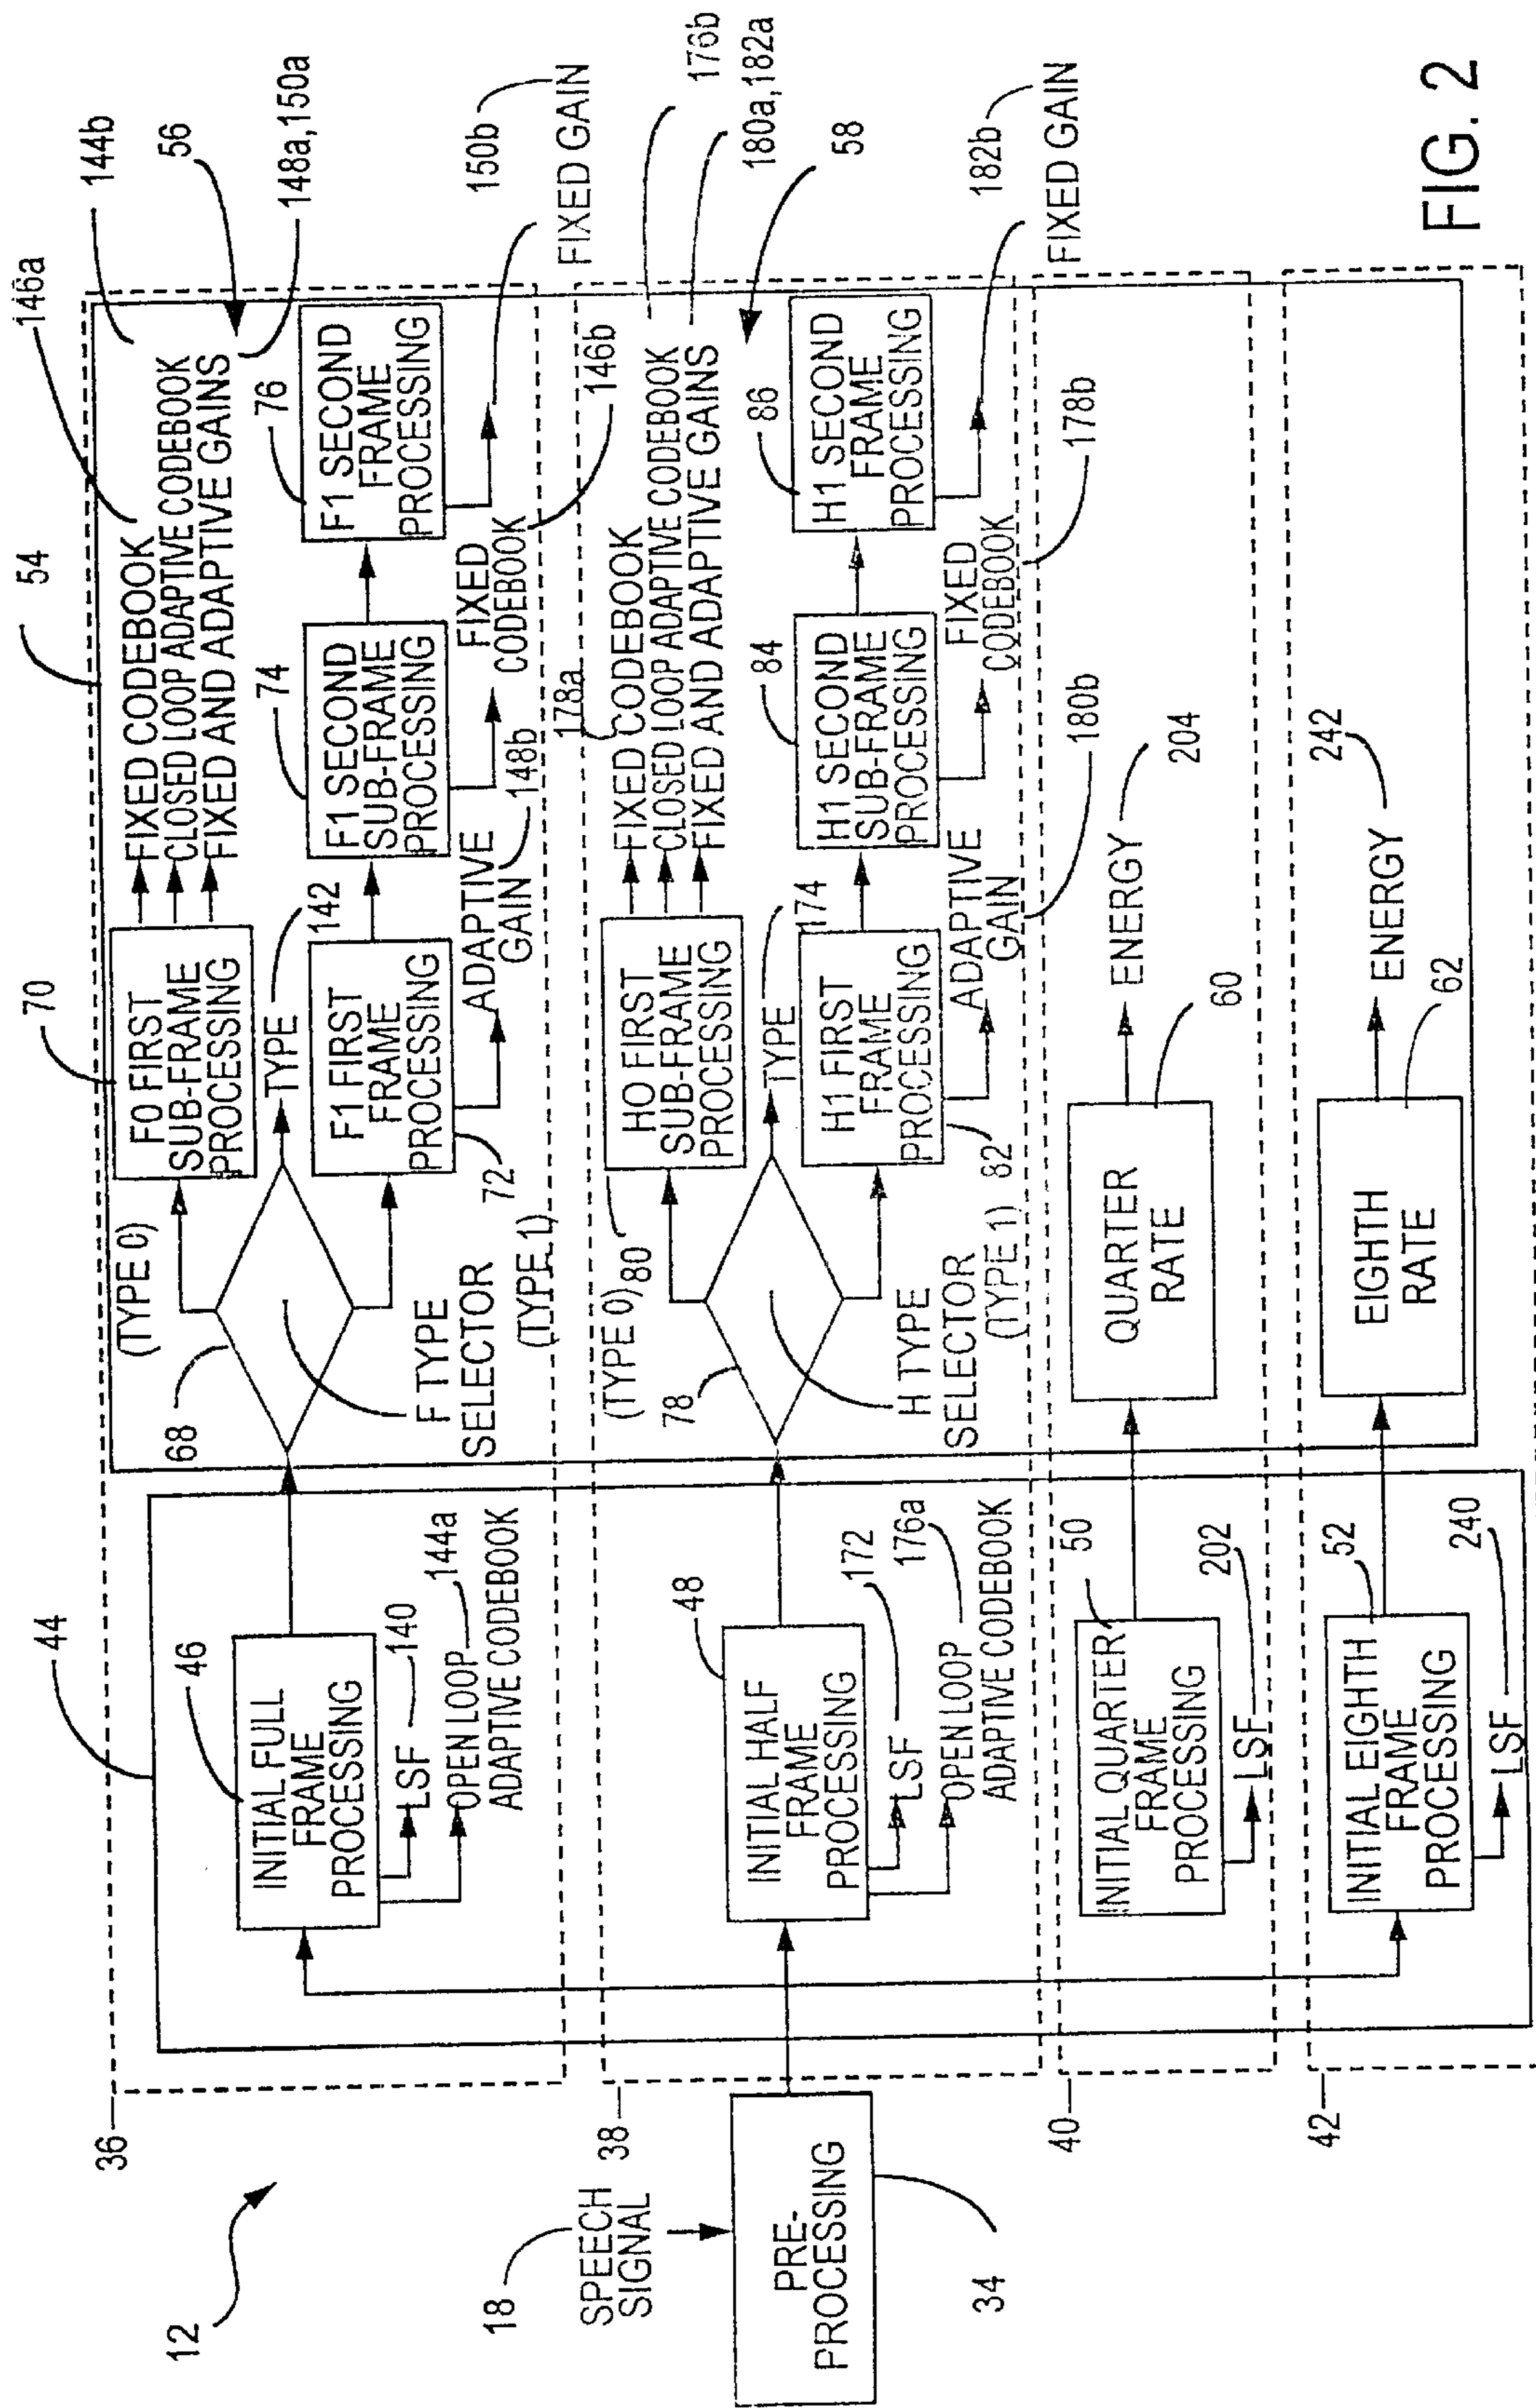 12
18
SPEECH
SIGNAL
PRE-
PROCESSING
34
36
38
40
42
44
46
INITIAL FULL
FRAME
PROCESSING
LSF
140
OPEN LOOP
ADAPTIVE CODEBOOK
144a
48
INITIAL HALF
FRAME
PROCESSING
LSF
172
OPEN LOOP
ADAPTIVE CODEBOOK
176a
50
INITIAL QUARTER
FRAME
PROCESSING
LSF
202
52
INITIAL EIGHTH
FRAME
PROCESSING
LSF
240
54
56
(TYPE 0)
68
F TYPE
SELECTOR
(TYPE 1)
TYPE
142
70
F0 FIRST
SUB-FRAME
PROCESSING
FIXED CODEBOOK
146a
CLOSED LOOP ADAPTIVE CODEBOOK
144b
FIXED AND ADAPTIVE GAINS
148a,150a
72
F1 FIRST
FRAME
PROCESSING
ADAPTIVE
GAIN
148b
74
F1 SECOND
SUB-FRAME
PROCESSING
FIXED
CODEBOOK
146b
76
F1 SECOND
FRAME
PROCESSING
150b
FIXED GAIN
58
(TYPE 0)
78
H TYPE
SELECTOR
(TYPE 1)
TYPE
174
80
HO FIRST
SUB-FRAME
PROCESSING
178a
FIXED CODEBOOK
CLOSED LOOP ADAPTIVE CODEBOOK
176b
FIXED AND ADAPTIVE GAINS
180a,182a
82
H1 FIRST
FRAME
PROCESSING
ADAPTIVE
GAIN
180b
84
H1 SECOND
SUB-FRAME
PROCESSING
FIXED
CODEBOOK
178b
86
H1 SECOND
FRAME
PROCESSING
182b
FIXED GAIN
QUARTER
RATE
60
ENERGY
204
EIGHTH
RATE
62
ENERGY
242
FIG. 2